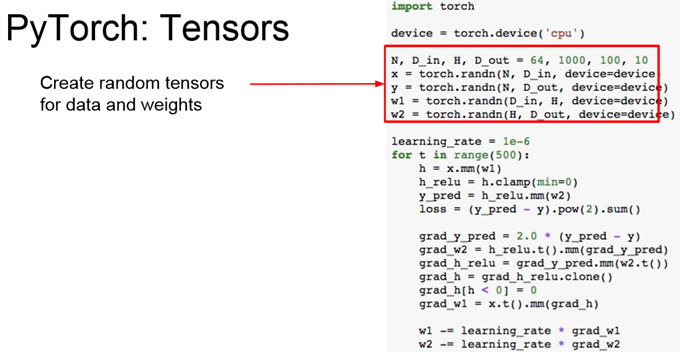 PyTorch: Tensors
Create random tensors
for data and weights
import torch
device = torch.device('cpu')
N, D_in, H, D_out = 64, 1000, 100, 10
x = torch.randn(N, D_in, device=device
y = torch.randn(N, D_out, device=device)
w1 = torch.randn(D_in, H, device=device)
w2 = torch.randn(H, D_out, device=device)
learning_rate = 1e-6
for t in range(500):
    h = x.mm(w1)
    h_relu = h.clamp(min=0)
    y_pred = h_relu.mm(w2)
    loss = (y_pred - y).pow(2).sum()
    grad_y_pred = 2.0 * (y_pred - y)
    grad_w2 = h_relu.t().mm(grad_y_pred)
    grad_h_relu = grad_y_pred.mm(w2.t())
    grad_h = grad_h_relu.clone()
    grad_h[h < 0] = 0
    grad_w1 = x.t().mm(grad_h)
    w1 -= learning_rate * grad_w1
    w2 -= learning_rate * grad_w2